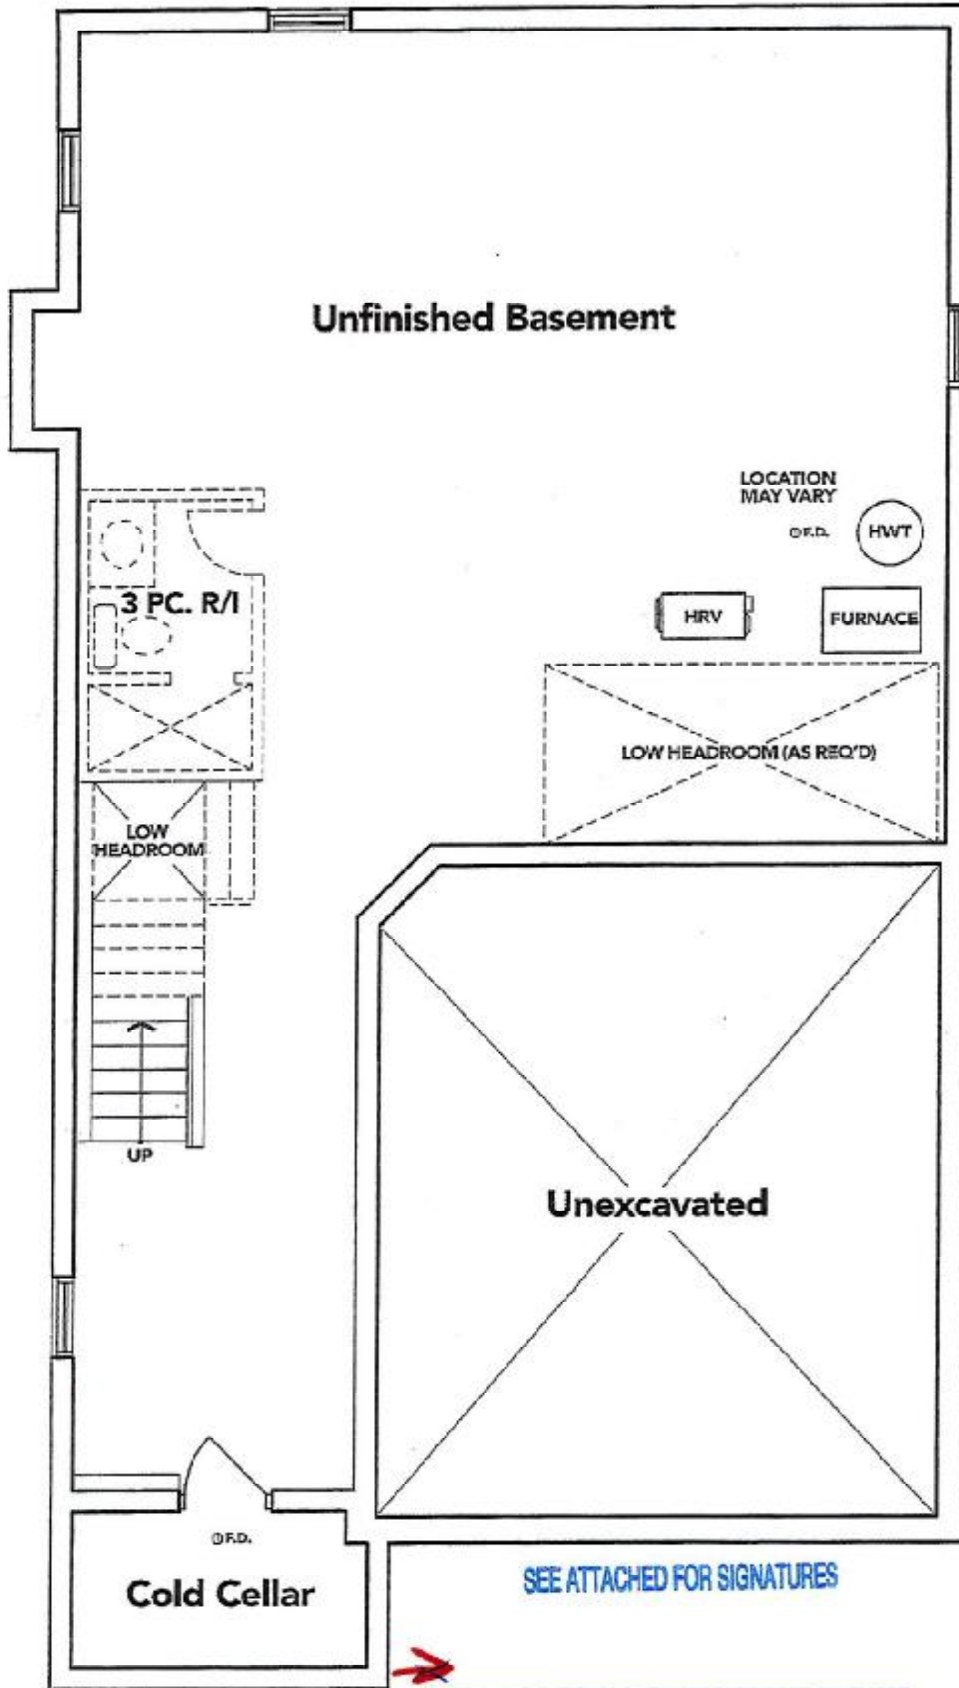 Unfinished Basement
LOCATION
MAY VARY
F.D.
HWT
3 PC. R/I
HRV
FURNACE
LOW HEADROOM (AS REQ'D)
LOW
HEADROOM
UP
Unexcavated
F.D.
Cold Cellar
SEE ATTACHED FOR SIGNATURES